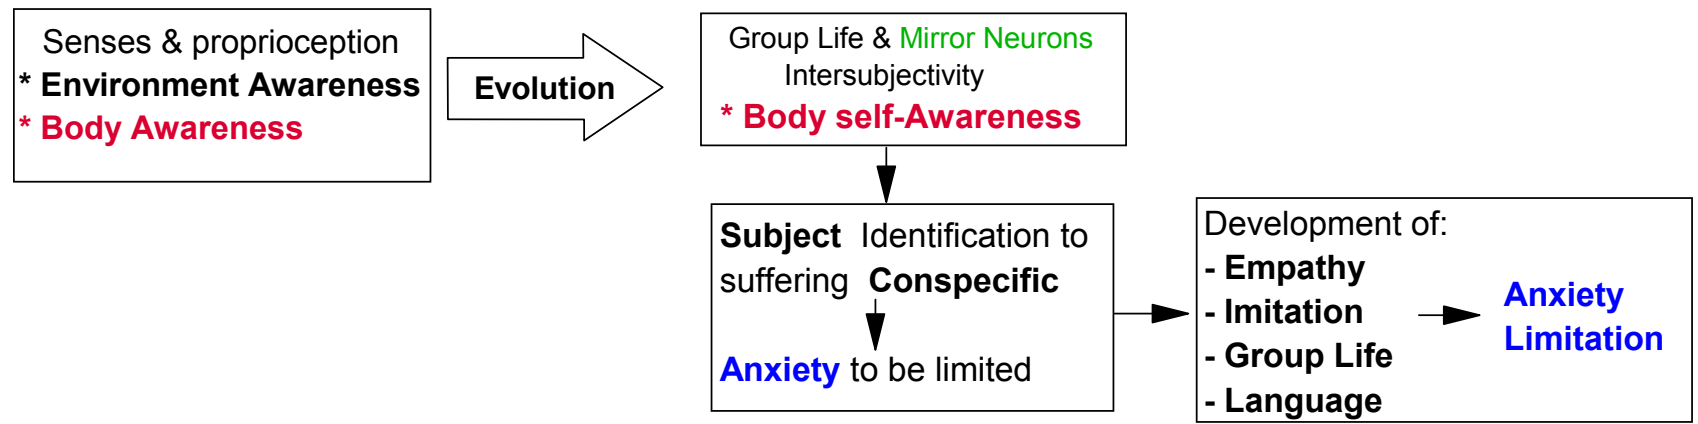 Senses & proprioception
* Environment Awareness
* Body Awareness
Evolution
Group Life & Mirror Neurons
Intersubjectivity
* Body self-Awareness
Subject Identification to
suffering Conspecific
Anxiety to be limited
Development of:
- Empathy
- Imitation
- Group Life
- Language
Anxiety
Limitation